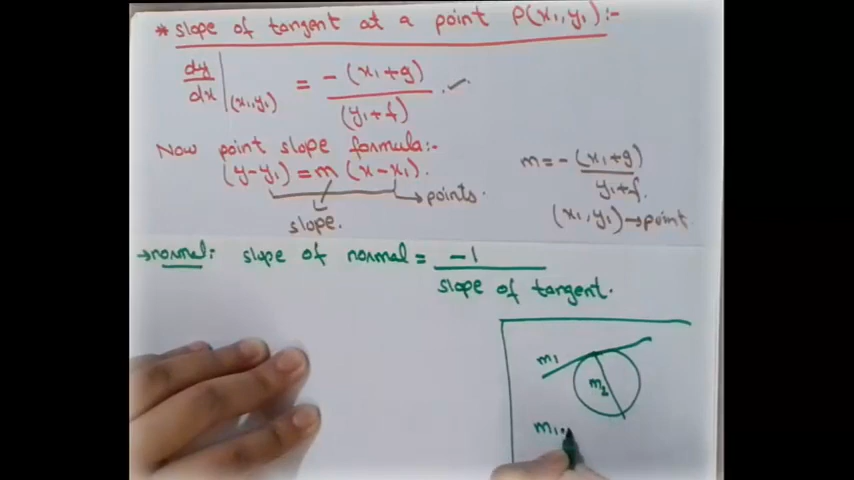 * slope of tangent at a point P(x₁,y₁):-
dy/dx |(x₁,y₁) = -(x₁+g)/(y₁+f).✓
Now point slope formula:-
(y-y₁) = m (x-x₁).
→points.
slope.
m = -(x₁+g)/y₁+f.
(x₁,y₁)→point.
→normal: slope of normal = -1/slope of tangent.
m₁
m₂
m₁.